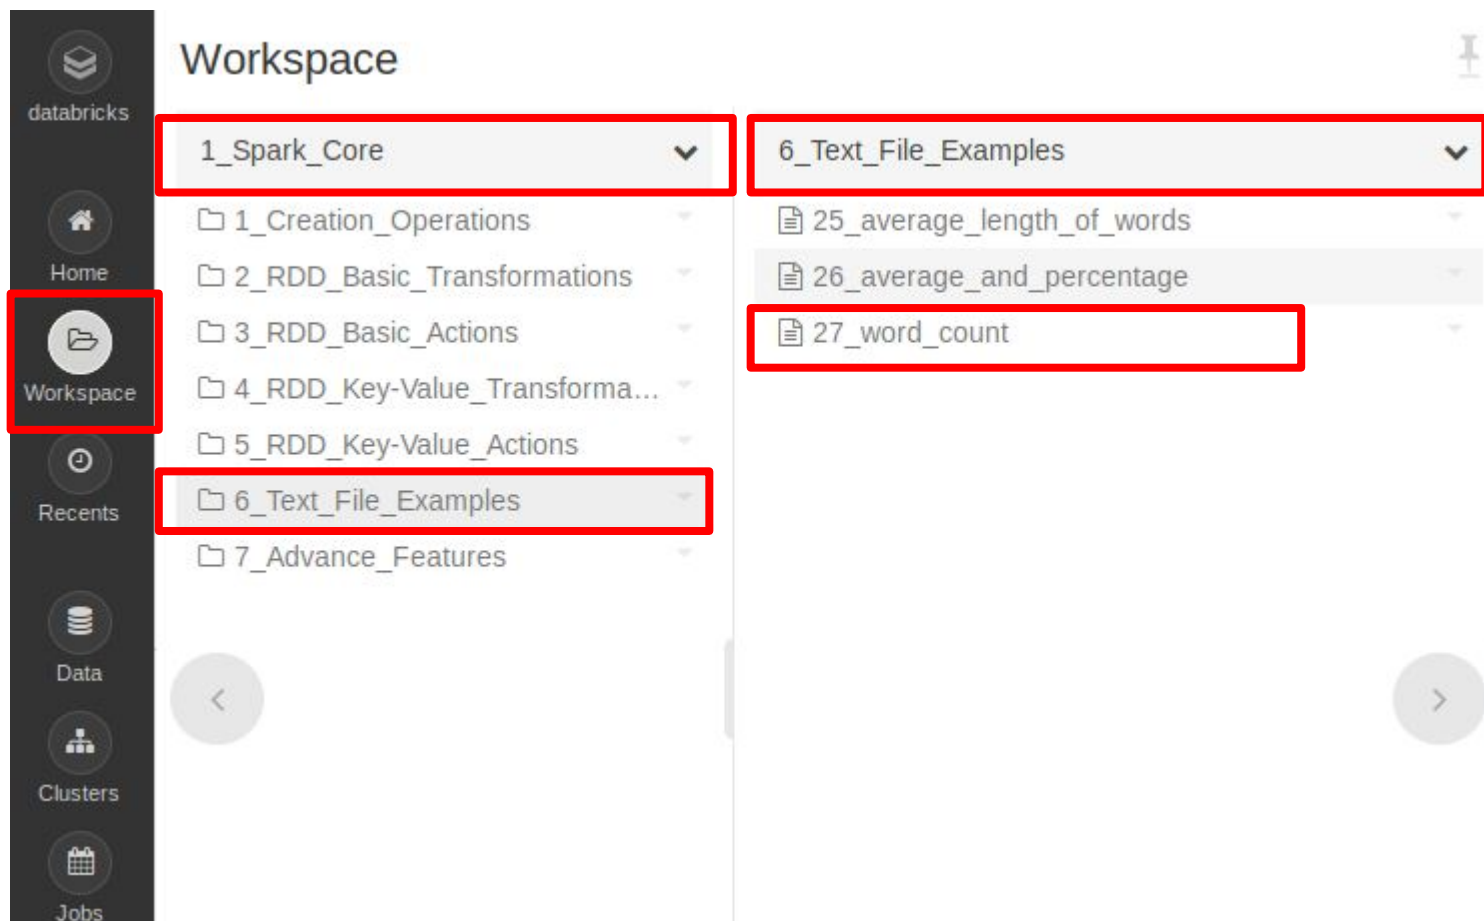 databricks
Home
Workspace
Recents
Data
Clusters
Jobs
Workspace
1_Spark_Core
1_Creation_Operations
2_RDD_Basic_Transformations
3_RDD_Basic_Actions
4_RDD_Key-Value_Transforma...
5_RDD_Key-Value_Actions
6_Text_File_Examples
7_Advance_Features
6_Text_File_Examples
25_average_length_of_words
26_average_and_percentage
27_word_count